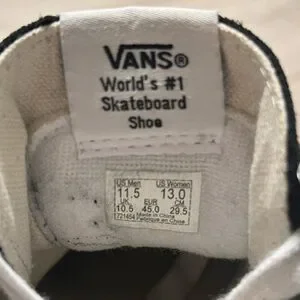 VANS®
World's #1
Skateboard
Shoe
US Men US Women
11.5 13.0
UK EUR CM
10.5 45.0 29.5
721454 Made in China
Fabriqué en Chine